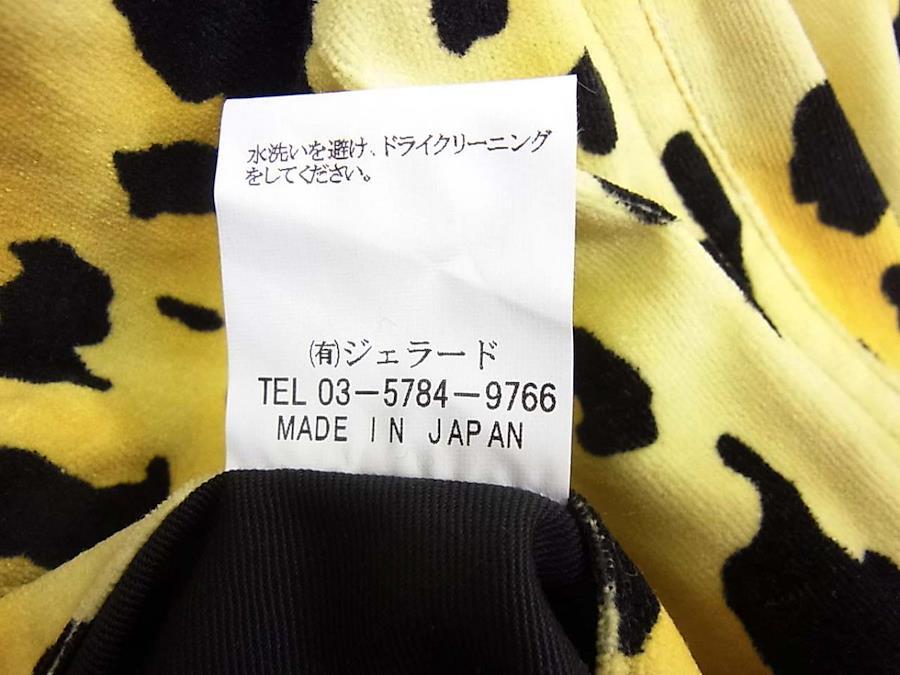 水洗いを避け、ドライクリーニング
をしてください。
(有)ジェラード
TEL 03-5784-9766
MADE IN JAPAN